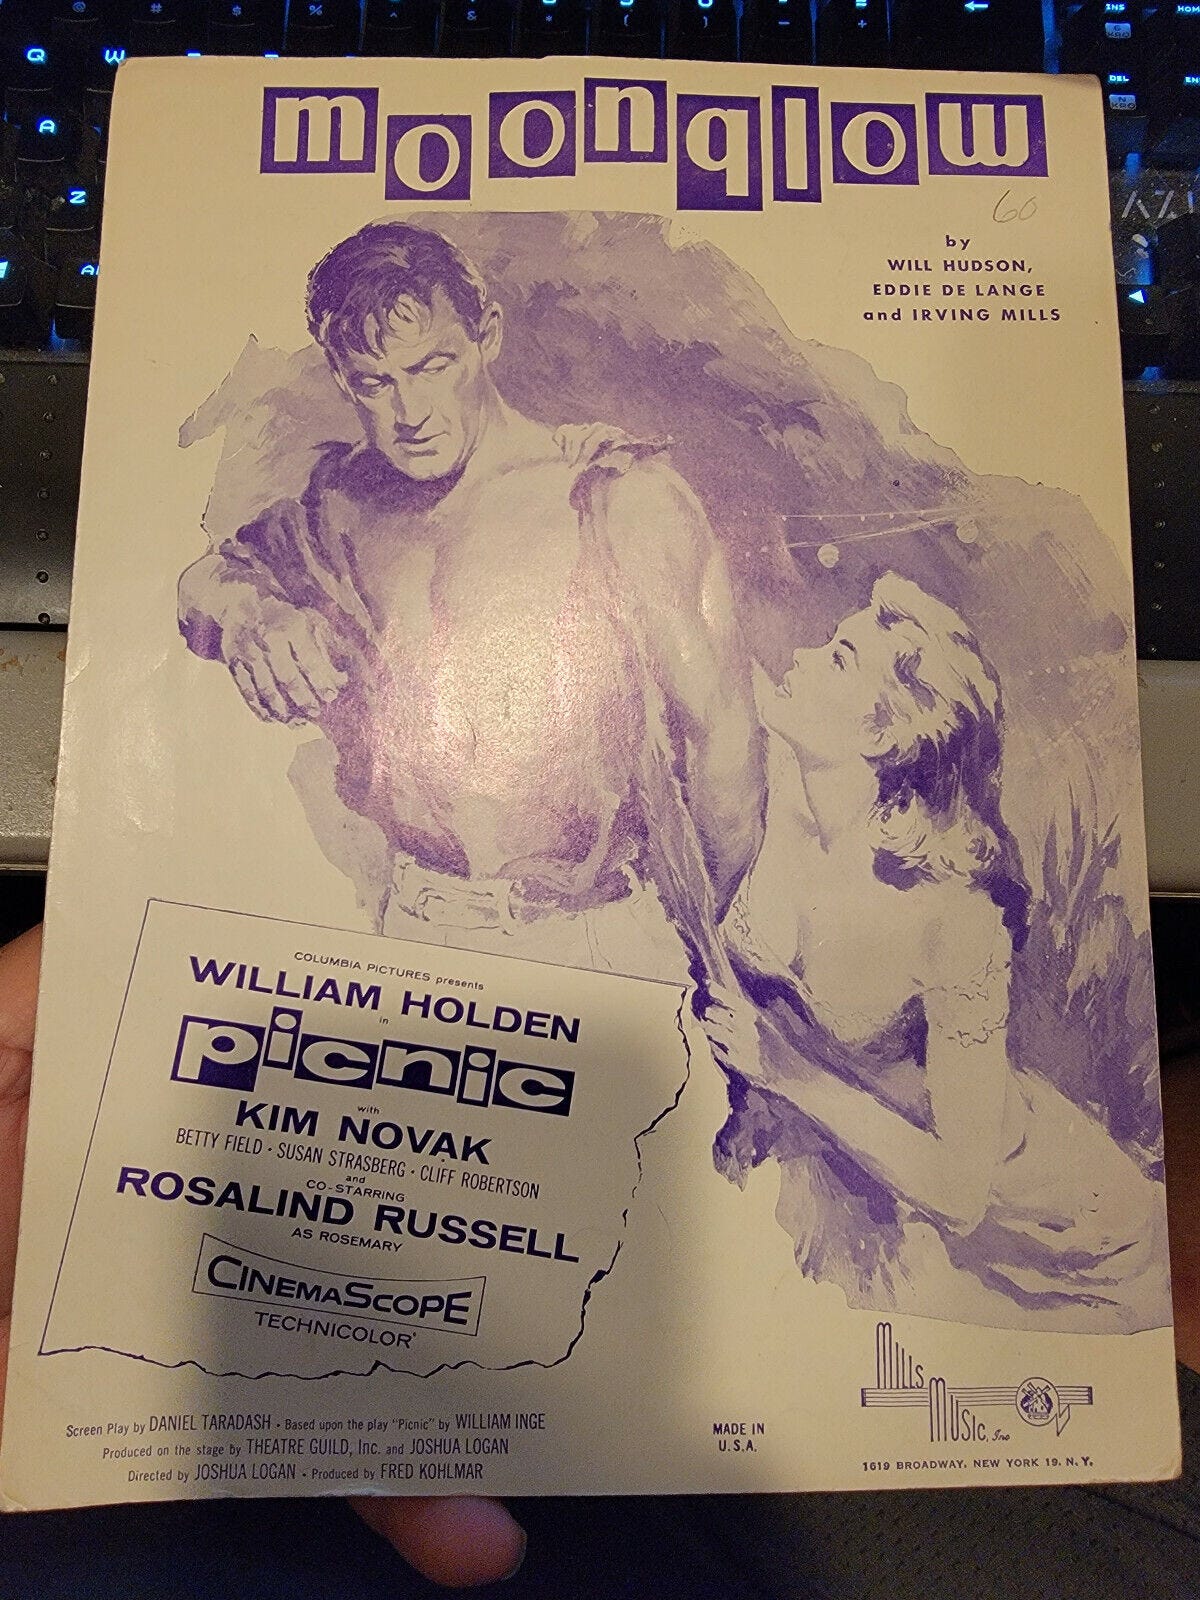 moonglow
60
by
WILL HUDSON,
EDDIE DE LANGE
and IRVING MILLS
COLUMBIA PICTURES presents
WILLIAM HOLDEN
in
picnic
with
KIM NOVAK
BETTY FIELD · SUSAN STRASBERG · CLIFF ROBERTSON
and
CO-STARRING
ROSALIND RUSSELL
AS ROSEMARY
CINEMASCOPE
TECHNICOLOR®
Screen Play by DANIEL TARADASH · Based upon the play "Picnic" by WILLIAM INGE
Produced on the stage by THEATRE GUILD, Inc. and JOSHUA LOGAN
Directed by JOSHUA LOGAN · Produced by FRED KOHLMAR
MADE IN
U.S.A.
MILLS
MUSIC, Inc
1619 BROADWAY, NEW YORK 19, N.Y.
Q W
A
Z
INS
DEL